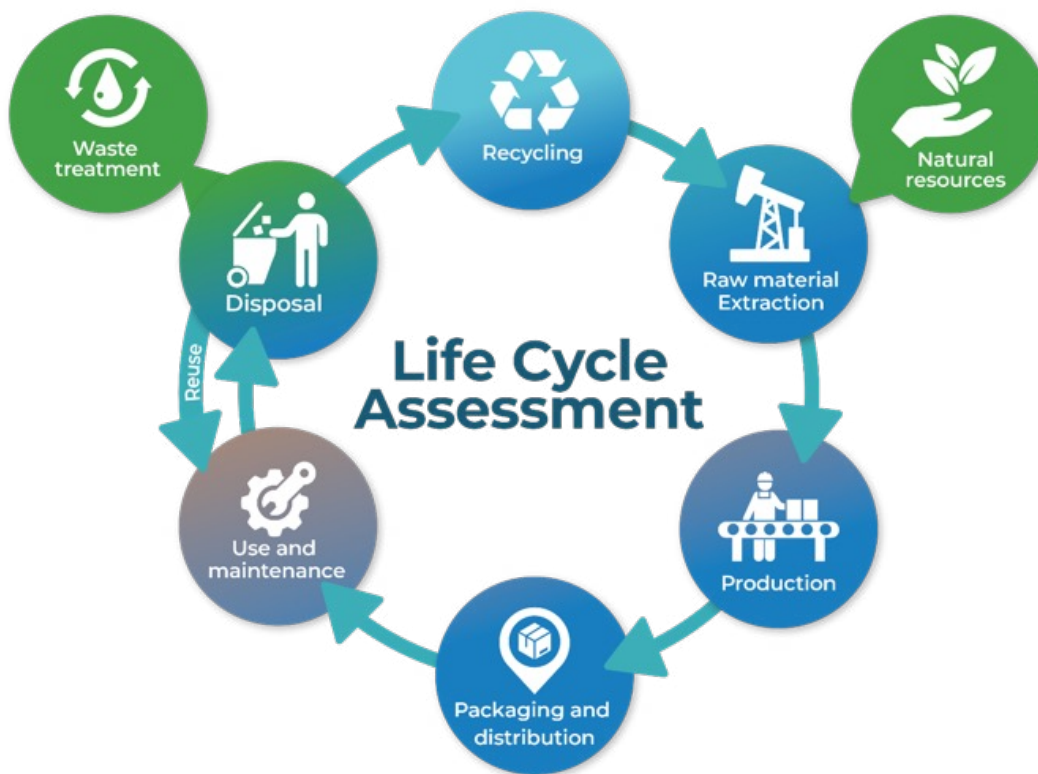 Waste
treatment
Recycling
Natural
resources
Disposal
Raw material
Extraction
Reuse
Life Cycle
Assessment
Use and
maintenance
Production
Packaging and
distribution